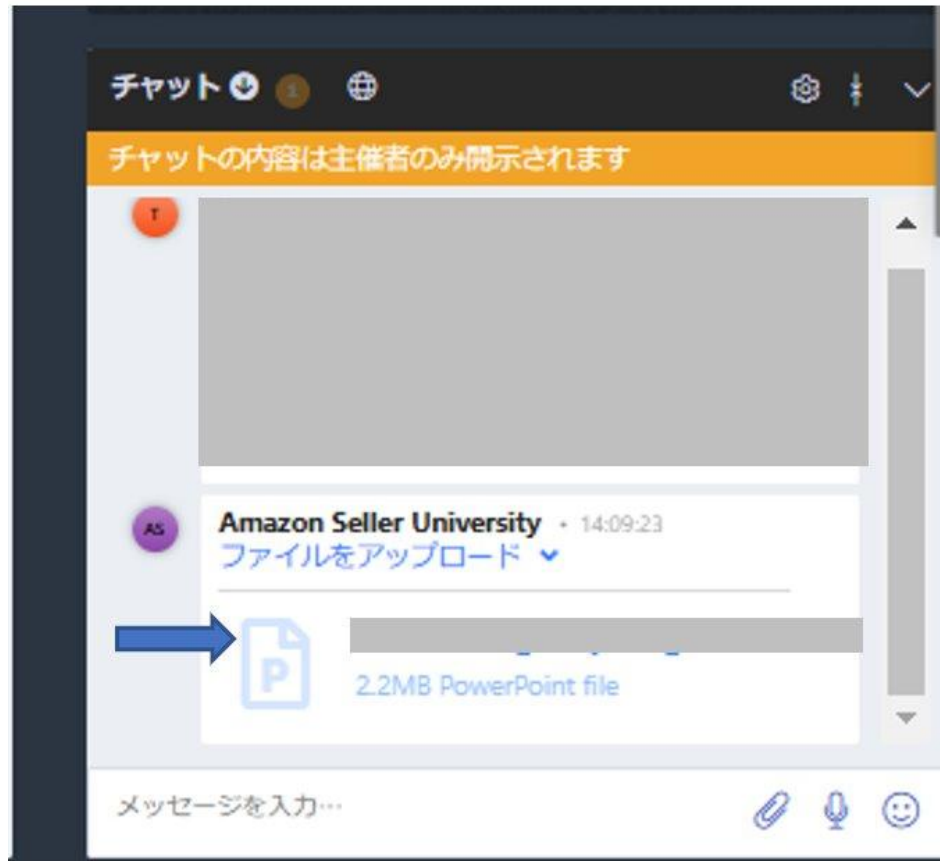 チャット 1
チャットの内容は主催者のみ開示されます
T
AS
Amazon Seller University · 14:09:23
ファイルをアップロード
P
2.2MB PowerPoint file
メッセージを入力…